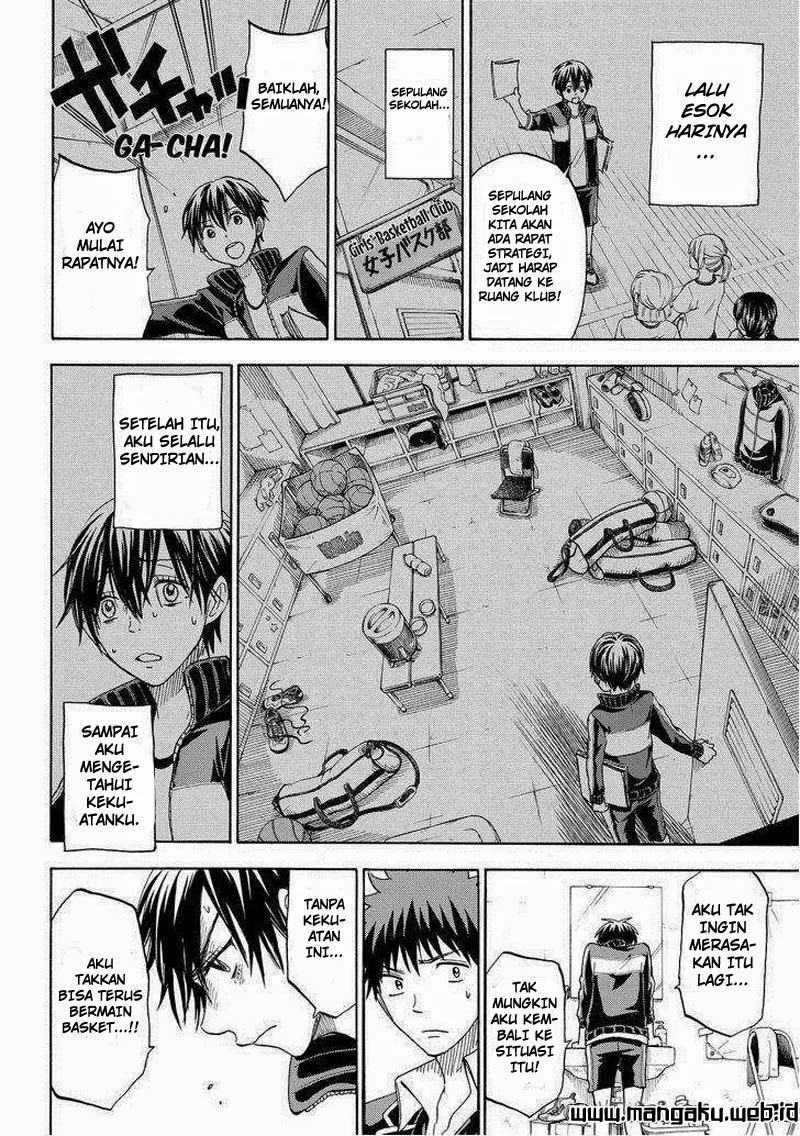 LALU
ESOK
HARINYA
...
SEPULANG
SEKOLAH
KITA AKAN
ADA RAPAT
STRATEGI,
JADI HARAP
DATANG KE
RUANG KLUB!
SEPULANG
SEKOLAH...
Girls' Basketball Club
女子バスケ部
ガチャ
GA-CHA!
BAIKLAH,
SEMUANYA!
AYO
MULAI
RAPATNYA!
SETELAH ITU,
AKU SELALU
SENDIRIAN...
SAMPAI
AKU
MENGE-
TAHUI
KEKU-
ATANKU.
AKU TAK
INGIN
MERASA-
KAN ITU
LAGI...
TAK
MUNGKIN
AKU KEM-
BALI KE
SITUASI
ITU!
TANPA
KEKU-
ATAN
INI...
AKU
TAKKAN
BISA TERUS
BERMAIN
BASKET...!!
www.mangaku.web.id